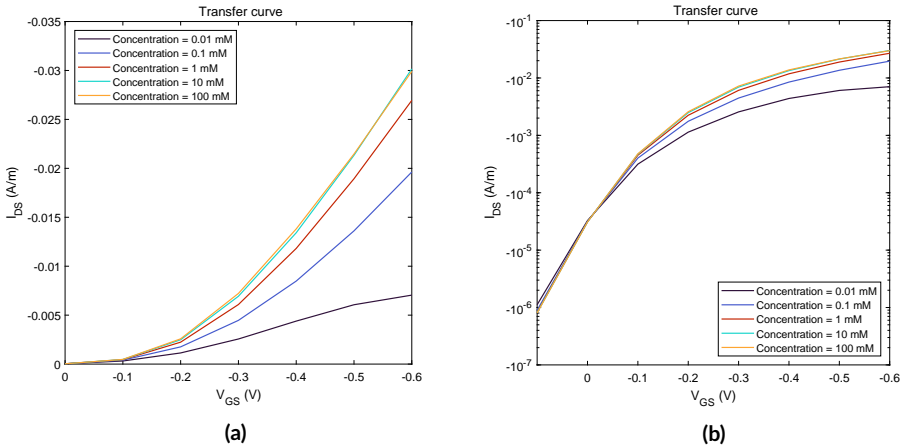 Transfer curve
-0.035
-0.03
-0.025
-0.02
-0.015
-0.01
-0.005
0
I_DS (A/m)
Concentration = 0.01 mM
Concentration = 0.1 mM
Concentration = 1 mM
Concentration = 10 mM
Concentration = 100 mM
0 -0.1 -0.2 -0.3 -0.4 -0.5 -0.6
V_GS (V)
(a)
Transfer curve
-10^-1
-10^-2
-10^-3
-10^-4
-10^-5
-10^-6
-10^-7
I_DS (A/m)
Concentration = 0.01 mM
Concentration = 0.1 mM
Concentration = 1 mM
Concentration = 10 mM
Concentration = 100 mM
0 -0.1 -0.2 -0.3 -0.4 -0.5 -0.6
V_GS (V)
(b)